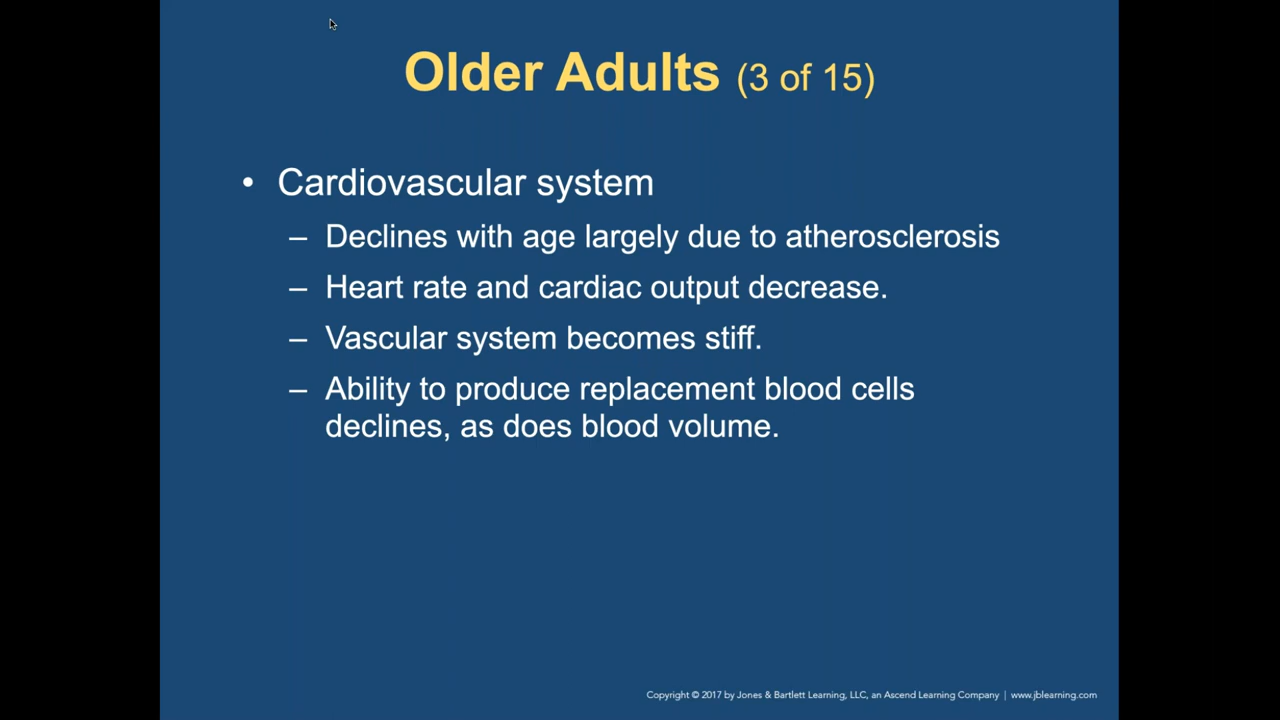 Older Adults (3 of 15)
• Cardiovascular system
– Declines with age largely due to atherosclerosis
– Heart rate and cardiac output decrease.
– Vascular system becomes stiff.
– Ability to produce replacement blood cells
declines, as does blood volume.
Copyright © 2017 by Jones & Bartlett Learning, LLC, an Ascend Learning Company | www.jblearning.com